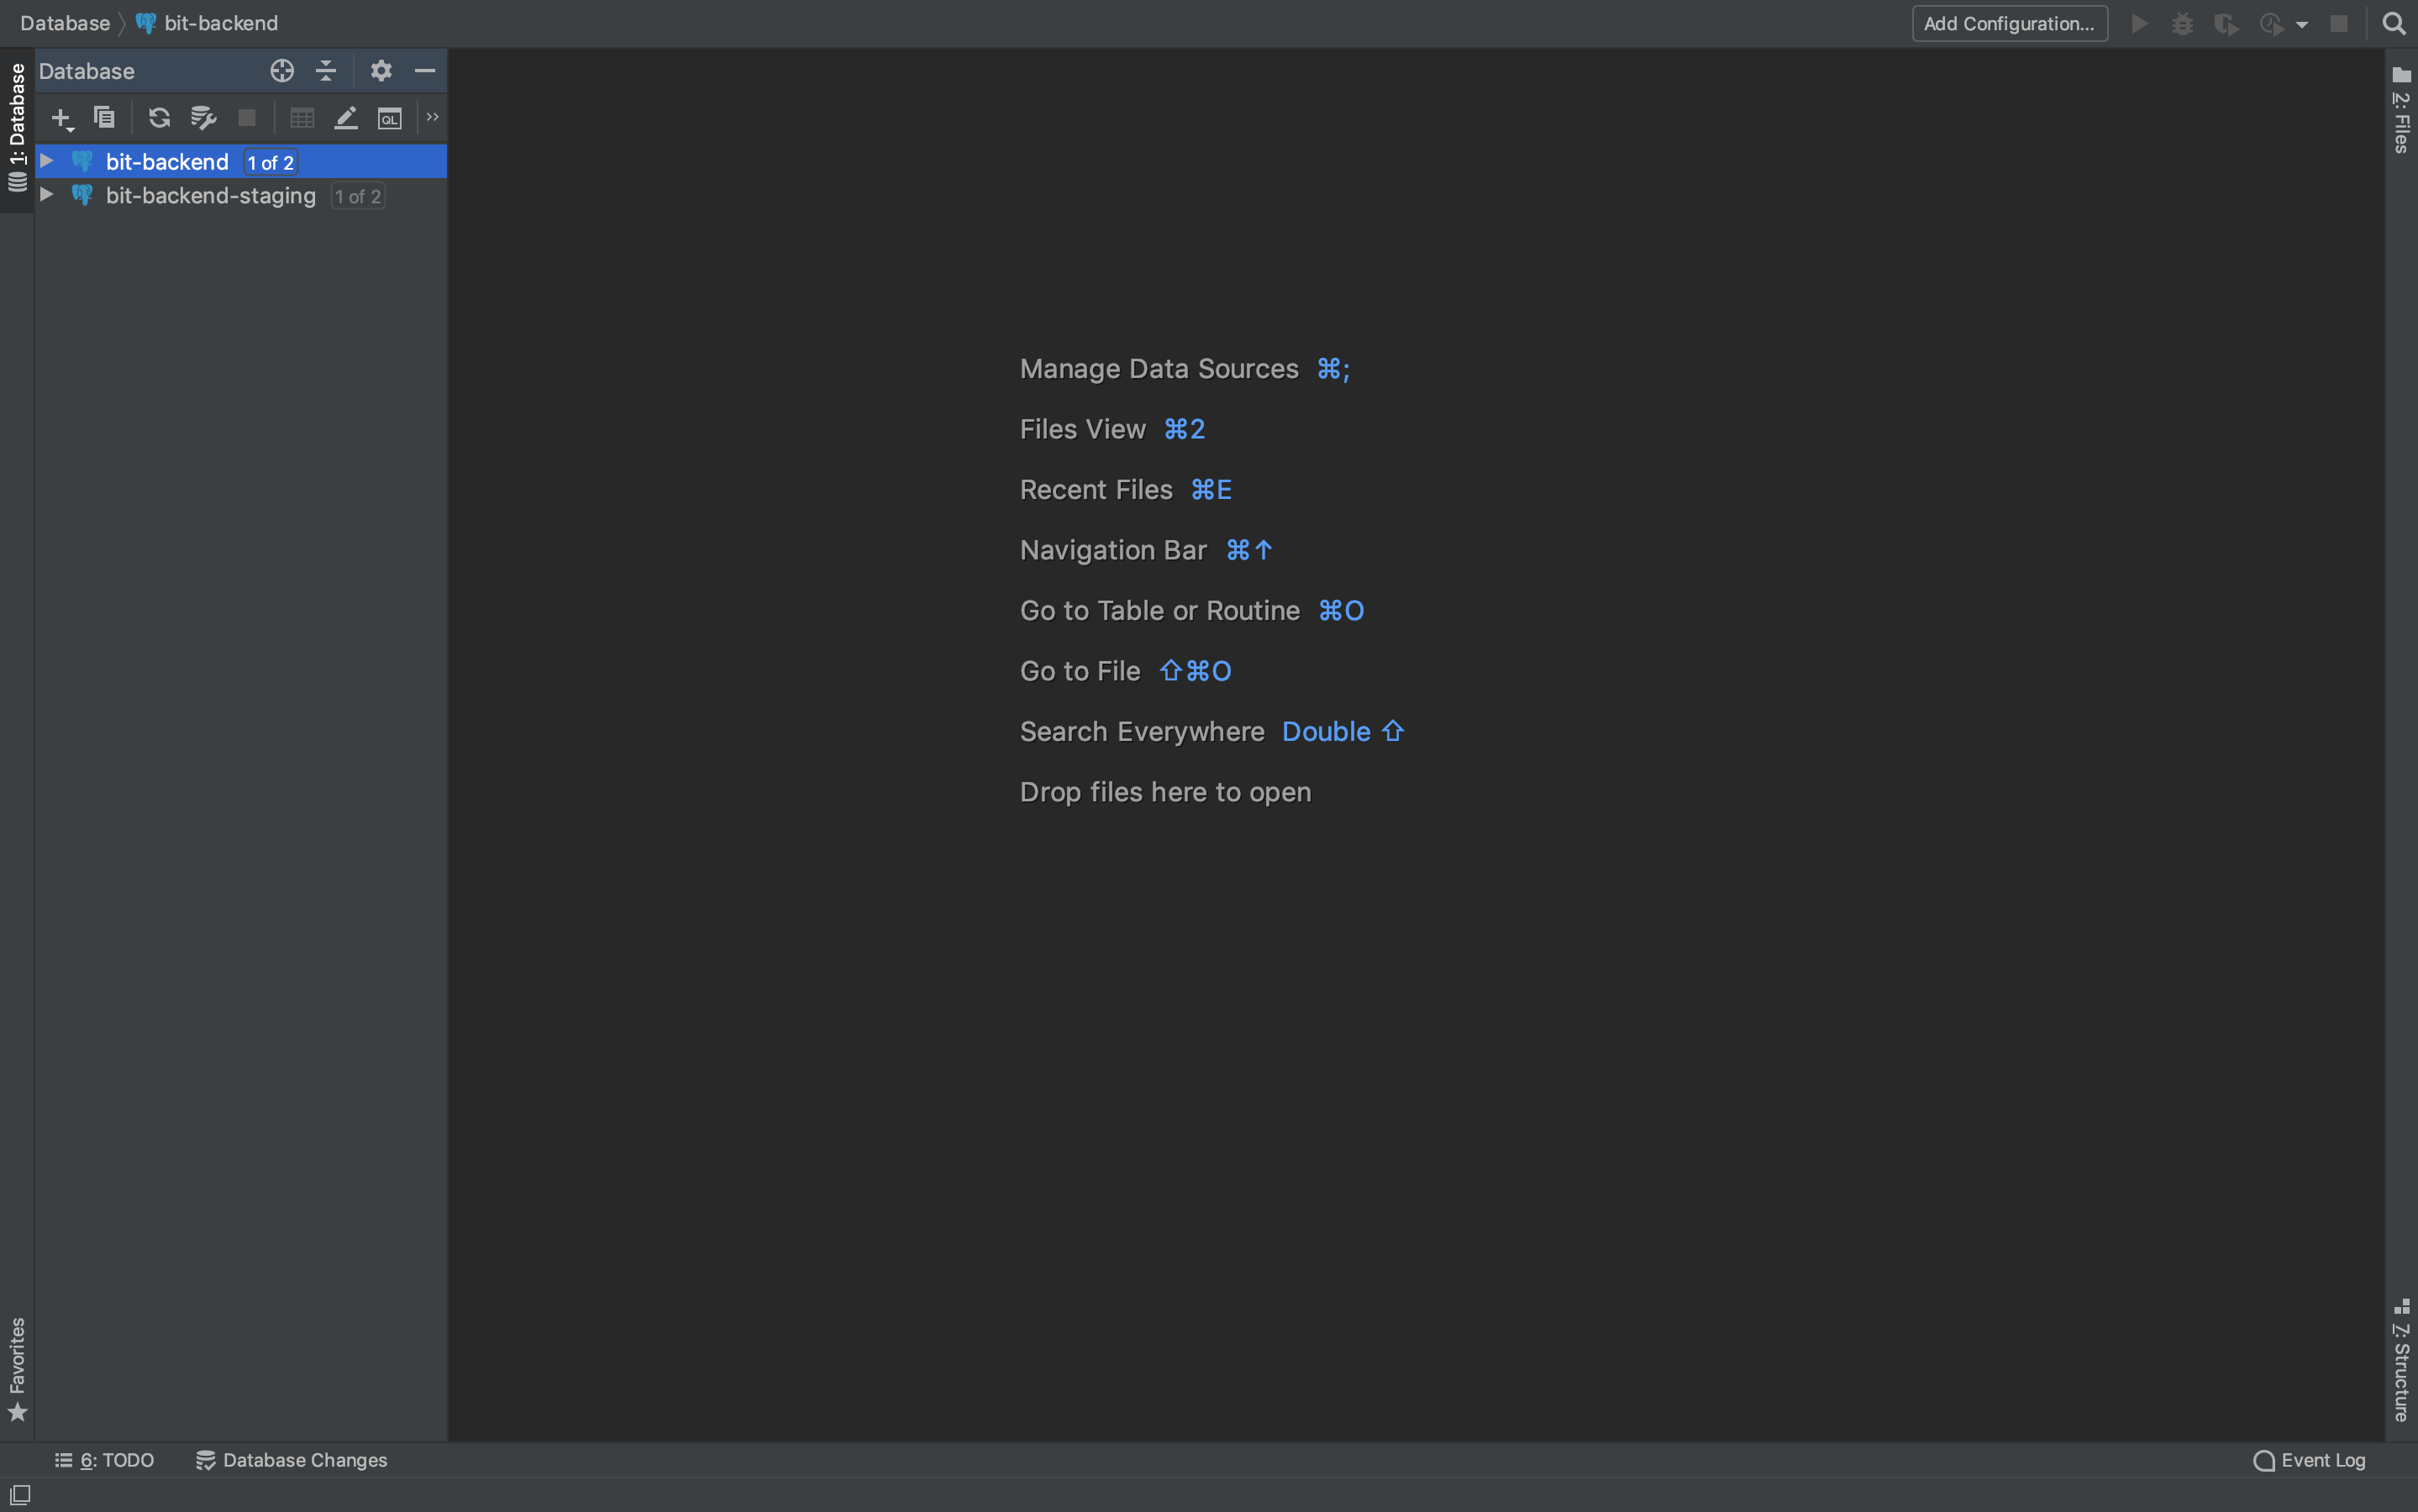 Database bit-backend
Add Configuration...
Database
1: Database
QL
bit-backend 1 of 2
bit-backend-staging 1 of 2
2: Files
Manage Data Sources ⌘;
Files View ⌘2
Recent Files ⌘E
Navigation Bar ⌘↑
Go to Table or Routine ⌘O
Go to File ⇧⌘O
Search Everywhere Double ⇧
Drop files here to open
Favorites
7: Structure
6: TODO
Database Changes
Event Log